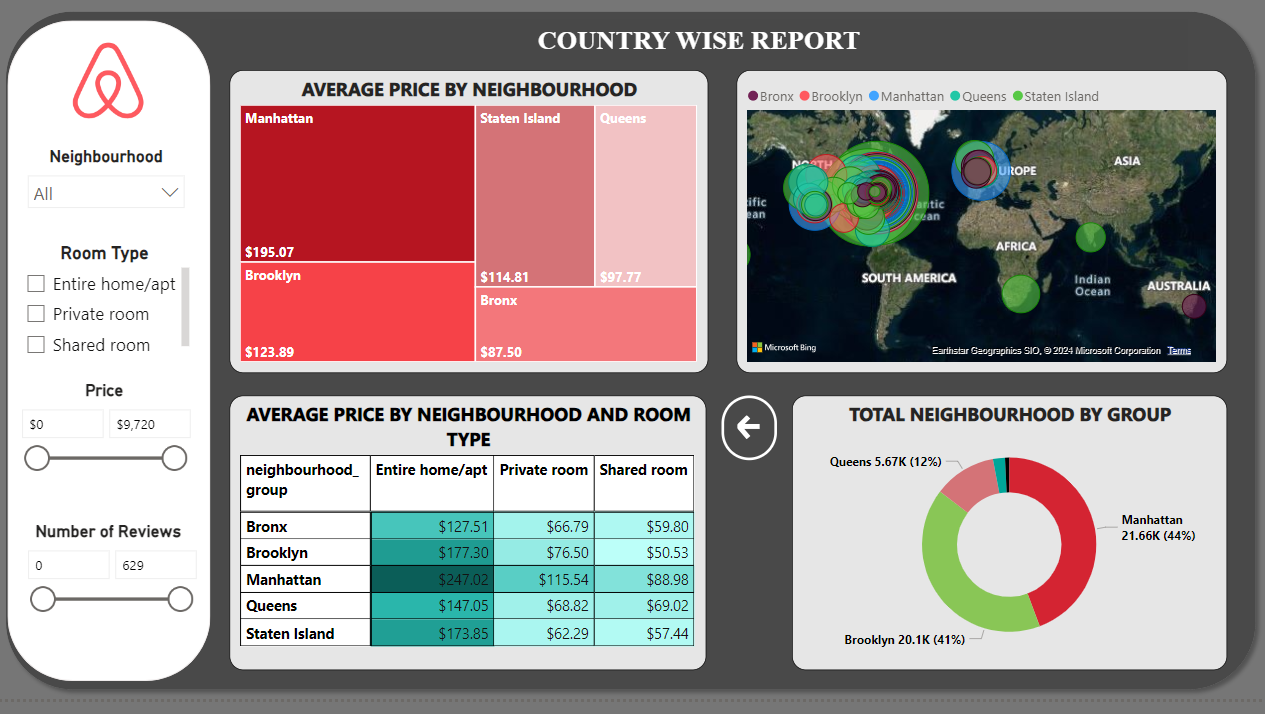 COUNTRY WISE REPORT
Neighbourhood
All
Room Type
Entire home/apt
Private room
Shared room
Price
$0
$9,720
Number of Reviews
0
629
AVERAGE PRICE BY NEIGHBOURHOOD
Manhattan
$195.07
Brooklyn
$123.89
Staten Island
$114.81
Queens
$97.77
Bronx
$87.50
Bronx Brooklyn Manhattan Queens Staten Island
NORTH
UROPE
ASIA
ific
ean
antic
cean
AFRICA
SOUTH AMERICA
Indian
Ocean
AUSTRALIA
Microsoft Bing
Earthstar Geographics SIO, © 2024 Microsoft Corporation Terms
AVERAGE PRICE BY NEIGHBOURHOOD AND ROOM
TYPE
neighbourhood_
group
Entire home/apt Private room Shared room
Bronx $127.51 $66.79 $59.80
Brooklyn $177.30 $76.50 $50.53
Manhattan $247.02 $115.54 $88.98
Queens $147.05 $68.82 $69.02
Staten Island $173.85 $62.29 $57.44
TOTAL NEIGHBOURHOOD BY GROUP
Queens 5.67K (12%)
Manhattan
21.66K (44%)
Brooklyn 20.1K (41%)